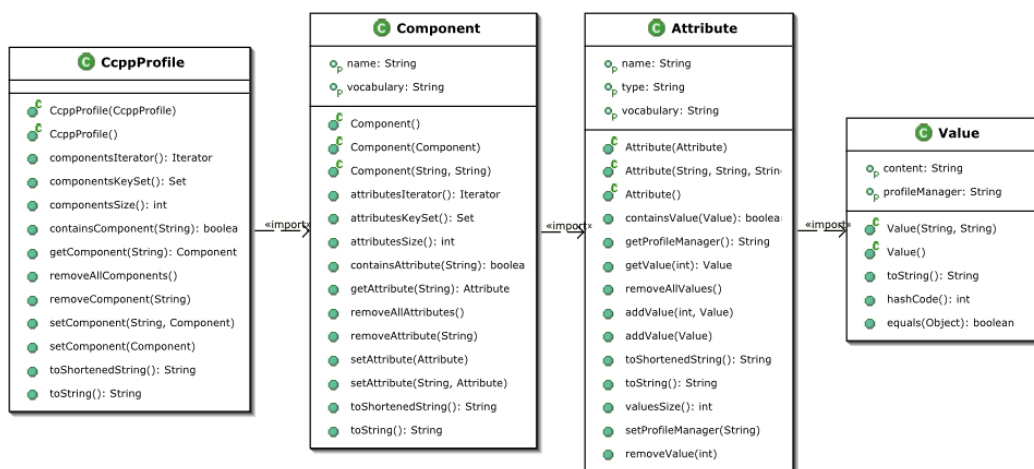 CcppProfile
CcppProfile(CcppProfile)
CcppProfile()
componentsIterator(): Iterator
componentsKeySet(): Set
componentsSize(): int
containsComponent(String): boolea
getComponent(String): Component
removeAllComponents()
removeComponent(String)
setComponent(String, Component)
setComponent(Component)
toShortenedString(): String
toString(): String
«import»
Component
name: String
vocabulary: String
Component()
Component(Component)
Component(String, String)
attributesIterator(): Iterator
attributesKeySet(): Set
attributesSize(): int
containsAttribute(String): boolea
getAttribute(String): Attribute
removeAllAttributes()
removeAttribute(String)
setAttribute(Attribute)
setAttribute(String, Attribute)
toShortenedString(): String
toString(): String
«import»
Attribute
name: String
type: String
vocabulary: String
Attribute(Attribute)
Attribute(String, String, String
Attribute()
containsValue(Value): boolea
getProfileManager(): String
getValue(int): Value
removeAllValues()
addValue(int, Value)
addValue(Value)
toShortenedString(): String
toString(): String
valuesSize(): int
setProfileManager(String)
removeValue(int)
«import»
Value
content: String
profileManager: String
Value(String, String)
Value()
toString(): String
hashCode(): int
equals(Object): boolean